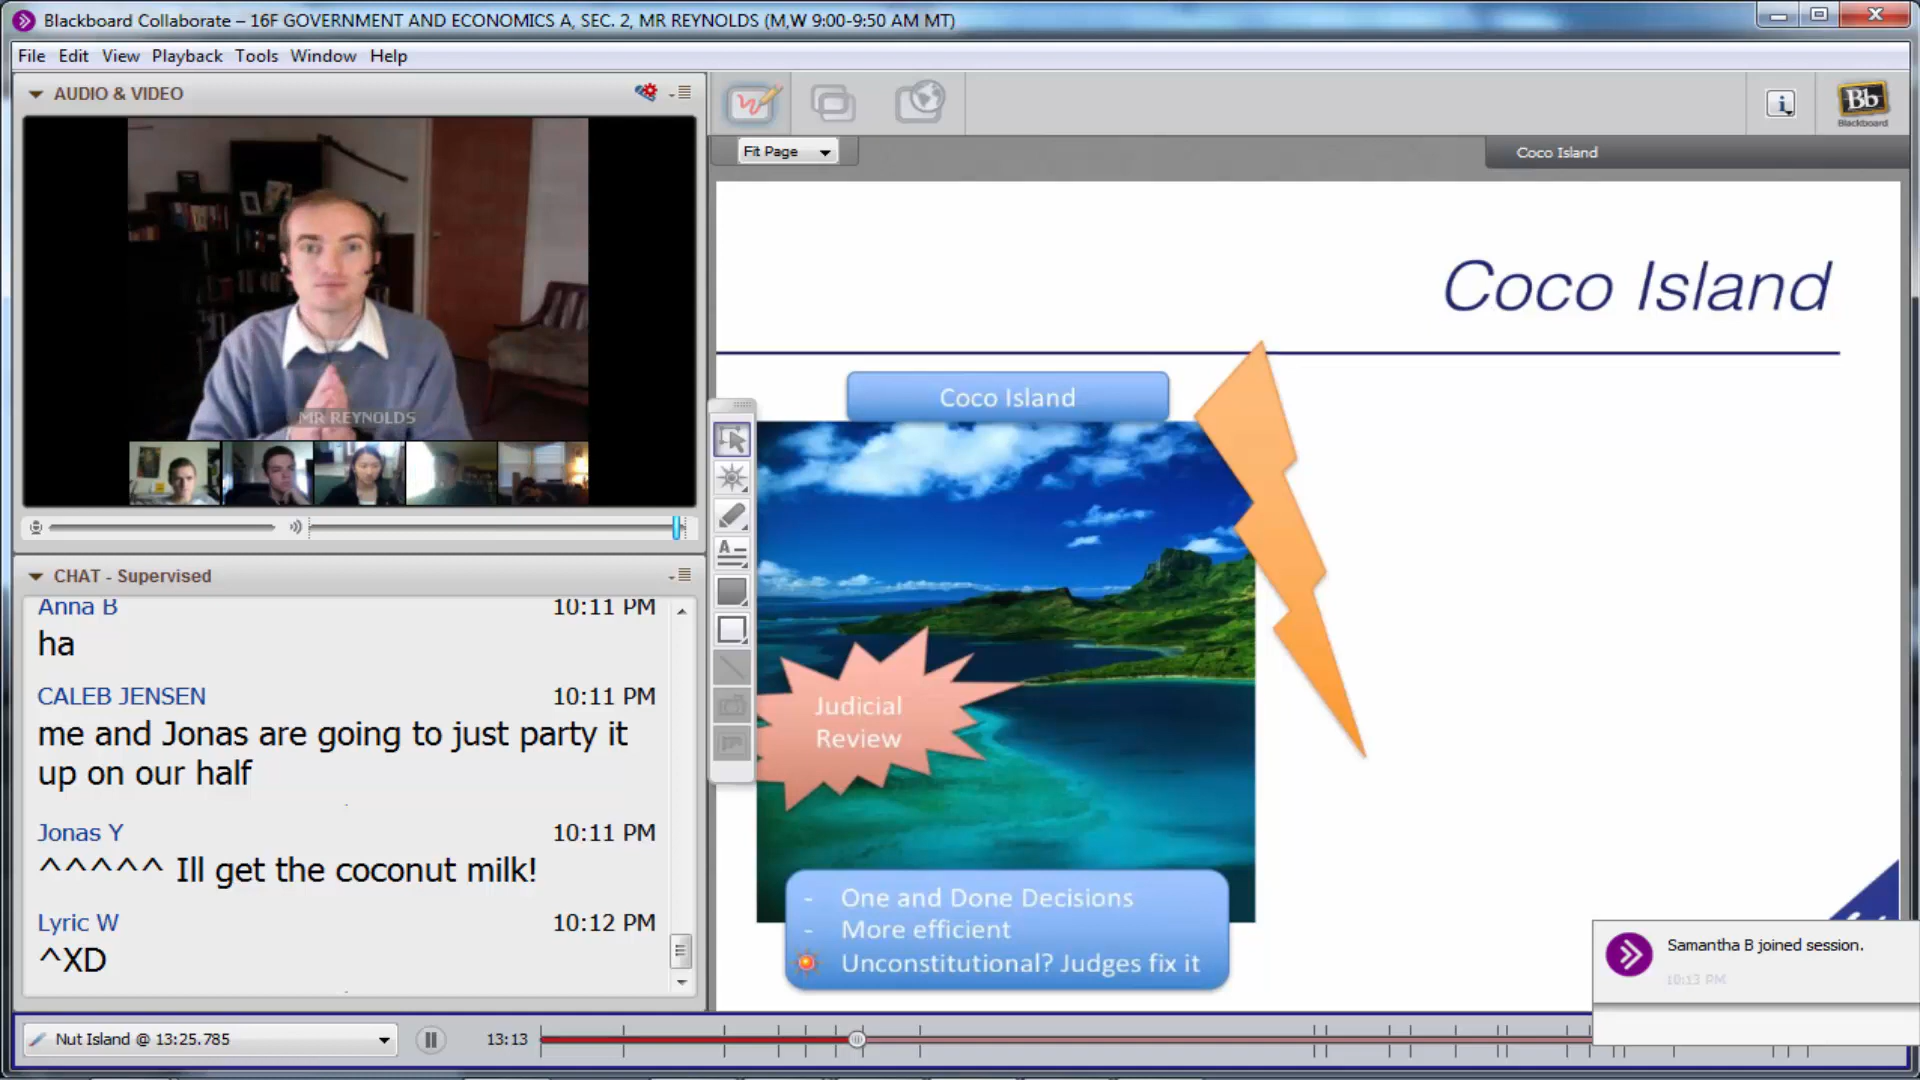 Blackboard Collaborate – 16F GOVERNMENT AND ECONOMICS A, SEC. 2, MR REYNOLDS (M,W 9:00-9:50 AM MT)
File Edit View Playback Tools Window Help
AUDIO & VIDEO
MR REYNOLDS
CHAT - Supervised
Anna B 10:11 PM
ha
CALEB JENSEN 10:11 PM
me and Jonas are going to just party it
up on our half
Jonas Y 10:11 PM
^^^^^ Ill get the coconut milk!
Lyric W 10:12 PM
^XD
Bb
Blackboard
Fit Page
Coco Island
Coco Island
Coco Island
Judicial
Review
- One and Done Decisions
- More efficient
Unconstitutional? Judges fix it
Samantha B joined session.
10:13 PM
Nut Island @ 13:25.785
13:13